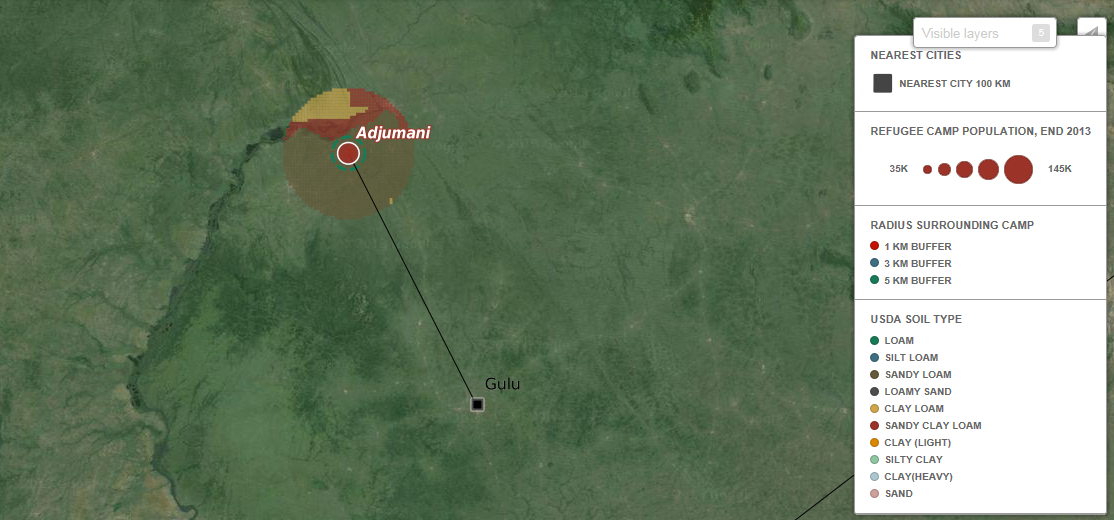 Visible layers 5
NEAREST CITIES
NEAREST CITY 100 KM
REFUGEE CAMP POPULATION, END 2013
35K 145K
RADIUS SURROUNDING CAMP
1 KM BUFFER
3 KM BUFFER
5 KM BUFFER
USDA SOIL TYPE
LOAM
SILT LOAM
SANDY LOAM
LOAMY SAND
CLAY LOAM
SANDY CLAY LOAM
CLAY (LIGHT)
SILTY CLAY
CLAY(HEAVY)
SAND
Adjumani
Gulu